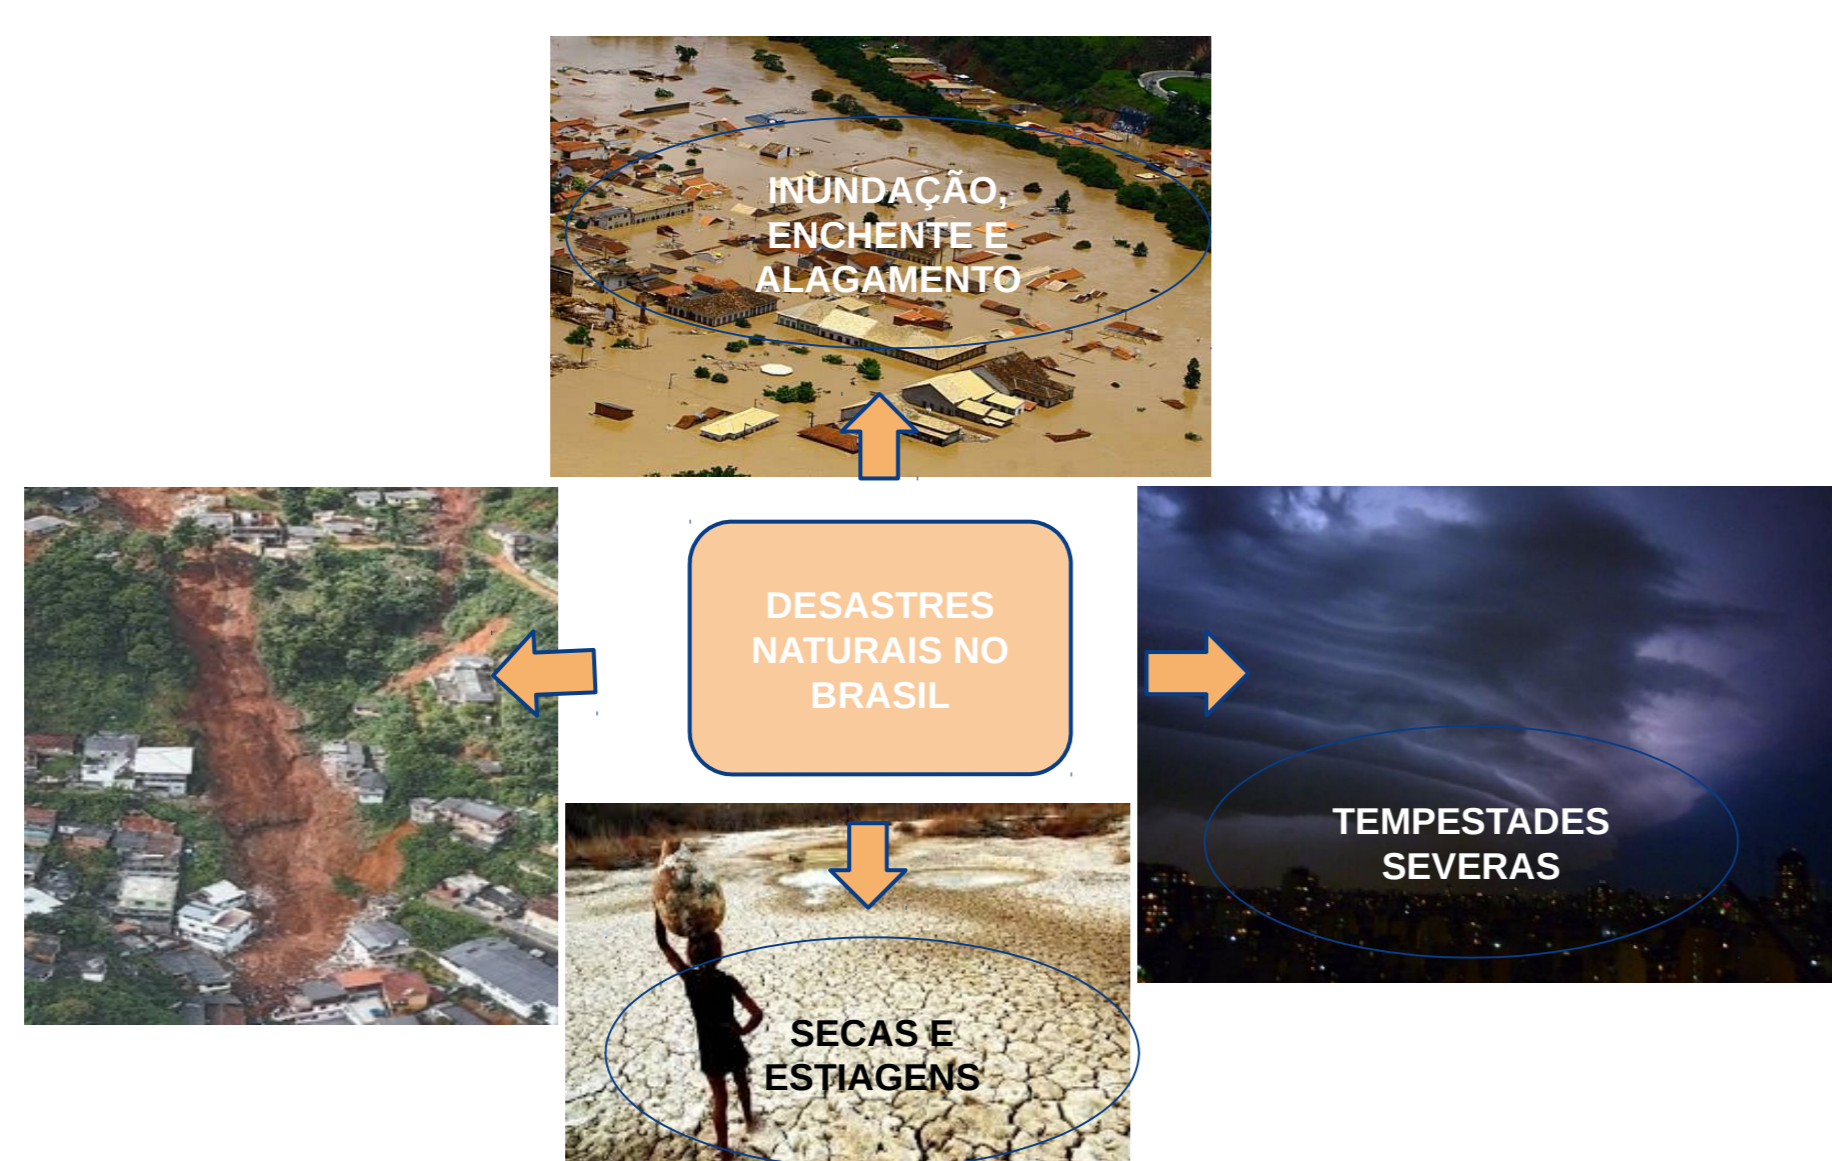 INUNDAÇÃO,
ENCHENTE E
ALAGAMENTO
DESASTRES
NATURAIS NO
BRASIL
TEMPESTADES
SEVERAS
SECAS E
ESTIAGENS